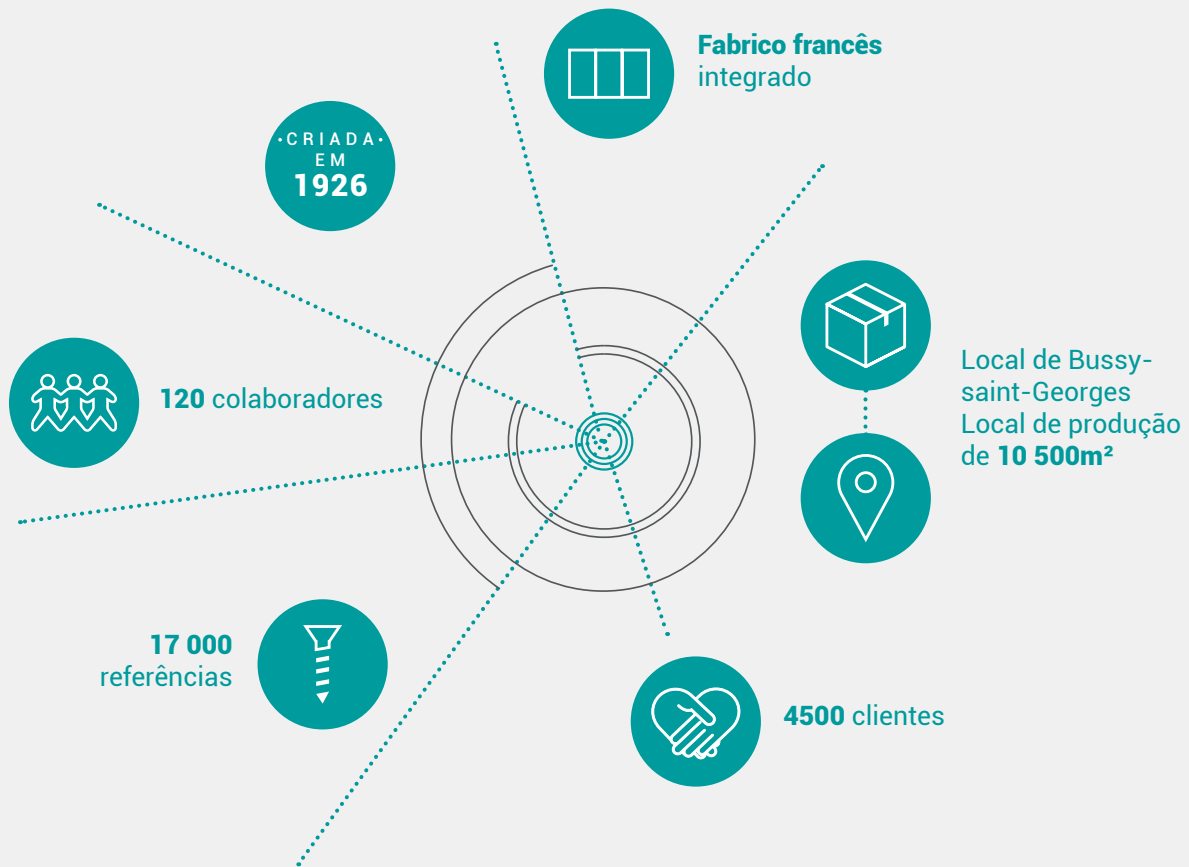 Fabrico francês
integrado
•CRIADA•
EM
1926
120 colaboradores
Local de Bussy-
saint-Georges
Local de produção
de 10 500m²
17 000
referências
4500 clientes